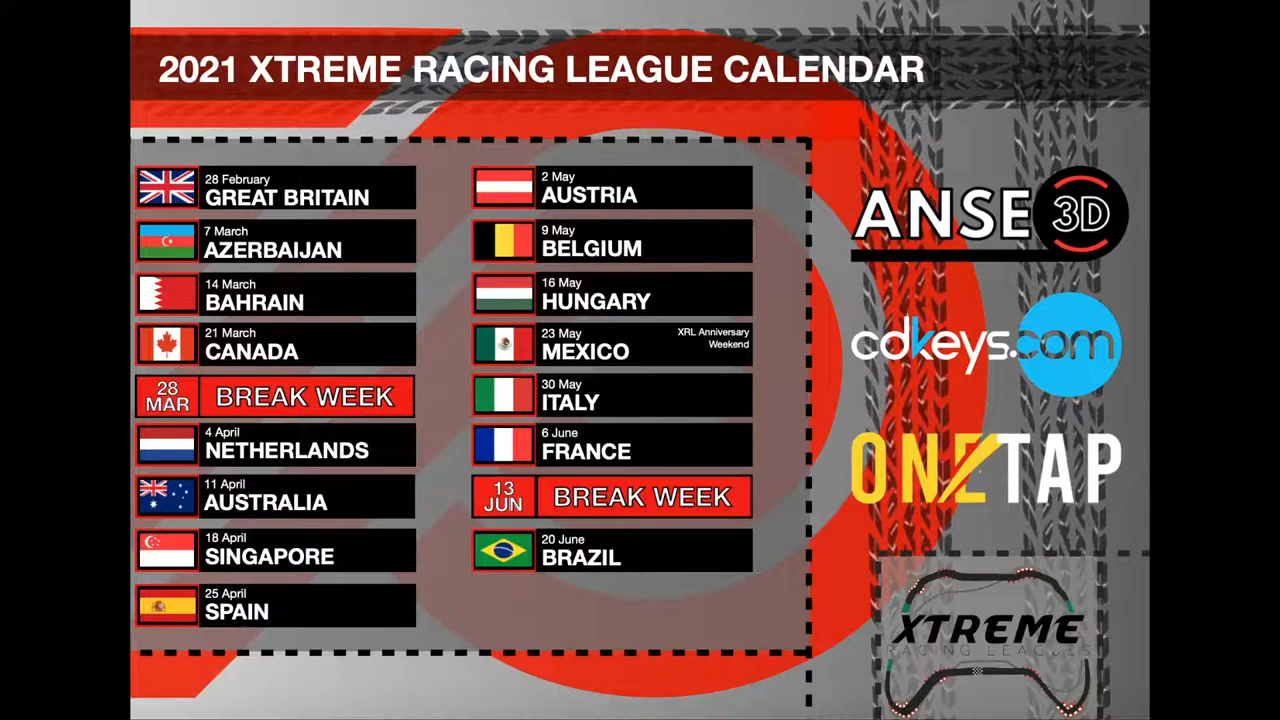 2021 XTREME RACING LEAGUE CALENDAR
28 February
GREAT BRITAIN
7 March
AZERBAIJAN
14 March
BAHRAIN
21 March
CANADA
28
MAR
BREAK WEEK
4 April
NETHERLANDS
11 April
AUSTRALIA
18 April
SINGAPORE
25 April
SPAIN
2 May
AUSTRIA
9 May
BELGIUM
16 May
HUNGARY
23 May
MEXICO
XRL Anniversary
Weekend
30 May
ITALY
6 June
FRANCE
13
JUN
BREAK WEEK
20 June
BRAZIL
ANSE 3D
cdkeys.com
ONETAP
XTREME
RACING LEAGUES